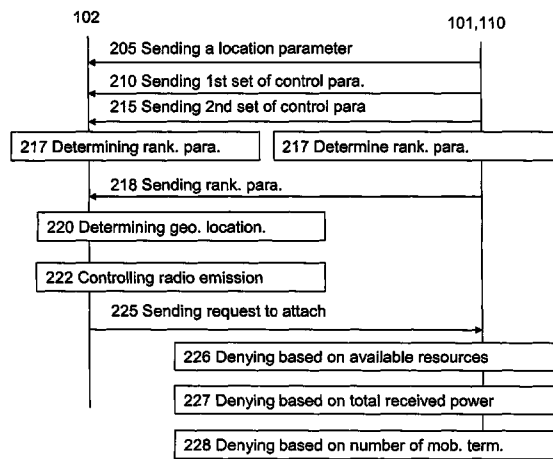 102
101,110
205 Sending a location parameter
210 Sending 1st set of control para.
215 Sending 2nd set of control para
217 Determining rank. para.
217 Determine rank. para.
218 Sending rank. para.
220 Determining geo. location.
222 Controlling radio emission
225 Sending request to attach
226 Denying based on available resources
227 Denying based on total received power
228 Denying based on number of mob. term.